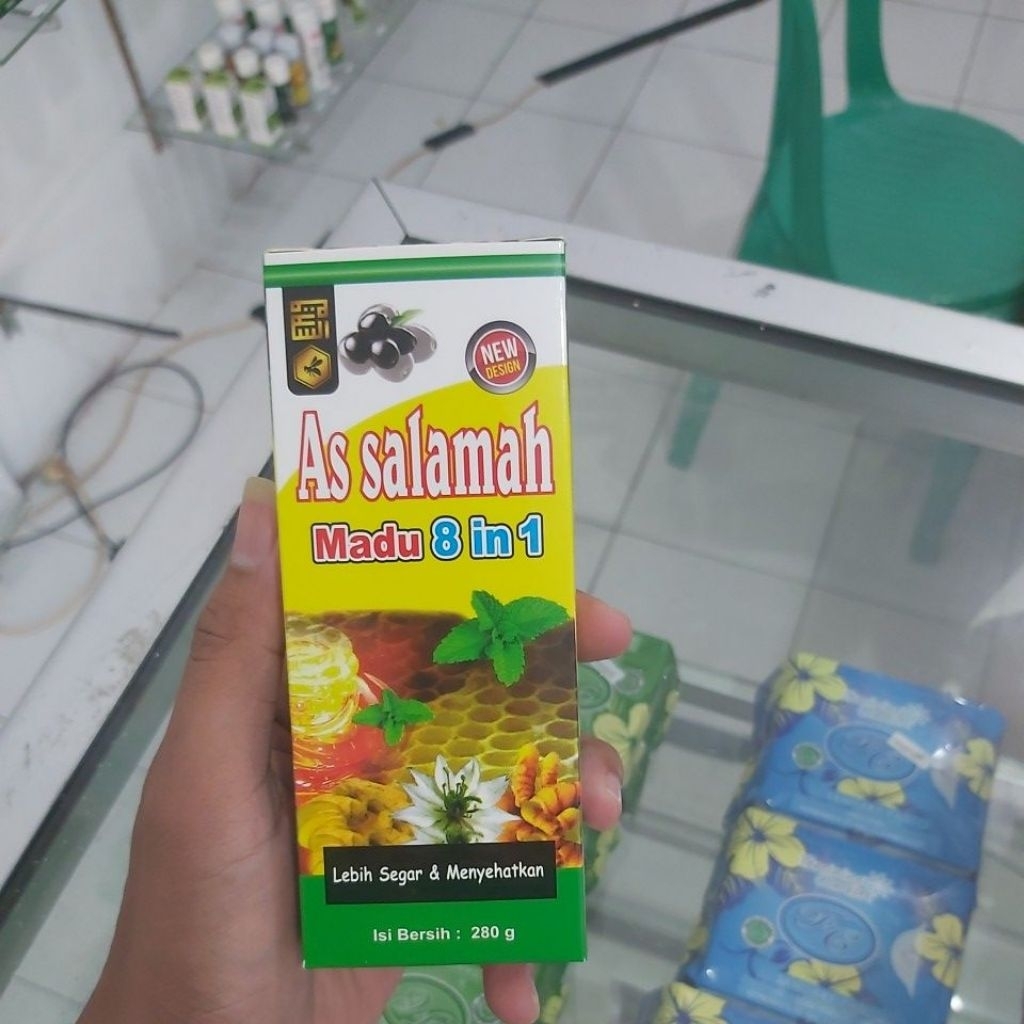 NEW
DESIGN
As salamah
Madu 8 in 1
Lebih Segar & Menyehatkan
Isi Bersih : 280 g